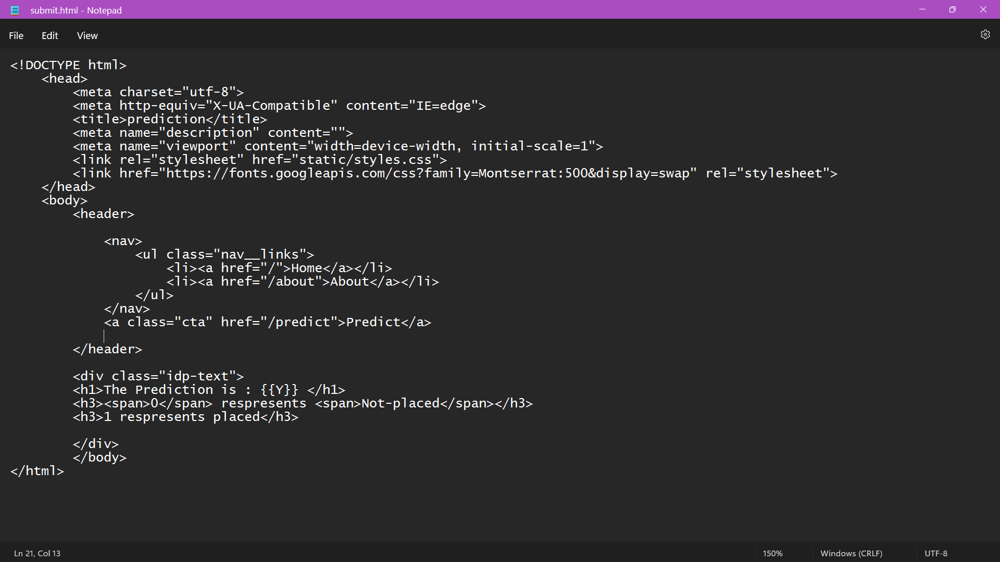 submit.html - Notepad
File Edit View
<!DOCTYPE html>
    <head>
        <meta charset="utf-8">
        <meta http-equiv="X-UA-Compatible" content="IE=edge">
        <title>prediction</title>
        <meta name="description" content="">
        <meta name="viewport" content="width=device-width, initial-scale=1">
        <link rel="stylesheet" href="static/styles.css">
        <link href="https://fonts.googleapis.com/css?family=Montserrat:500&display=swap" rel="stylesheet">
    </head>
    <body>
        <header>

            <nav>
                <ul class="nav__links">
                    <li><a href="/">Home</a></li>
                    <li><a href="/about">About</a></li>
                </ul>
            </nav>
            <a class="cta" href="/predict">Predict</a>

        </header>

        <div class="idp-text">
        <h1>The Prediction is : {{Y}} </h1>
        <h3><span>0</span> respresents <span>Not-placed</span></h3>
        <h3>1 respresents placed</h3>

        </div>
        </body>
</html>
Ln 21, Col 13 150% Windows (CRLF) UTF-8